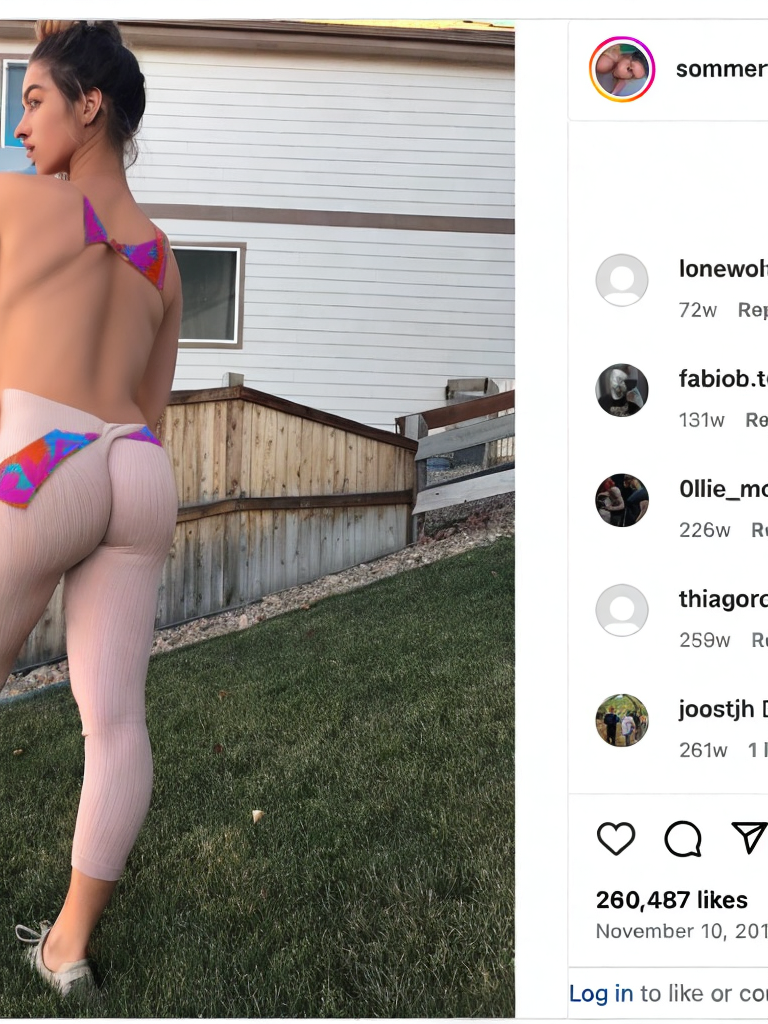 sommer
lonewol
72w Rep
fabiob.t
131w Re
0llie_mo
226w R
thiagor
259w R
joostjh
261w 1
260,487 likes
November 10, 201
Log in to like or co